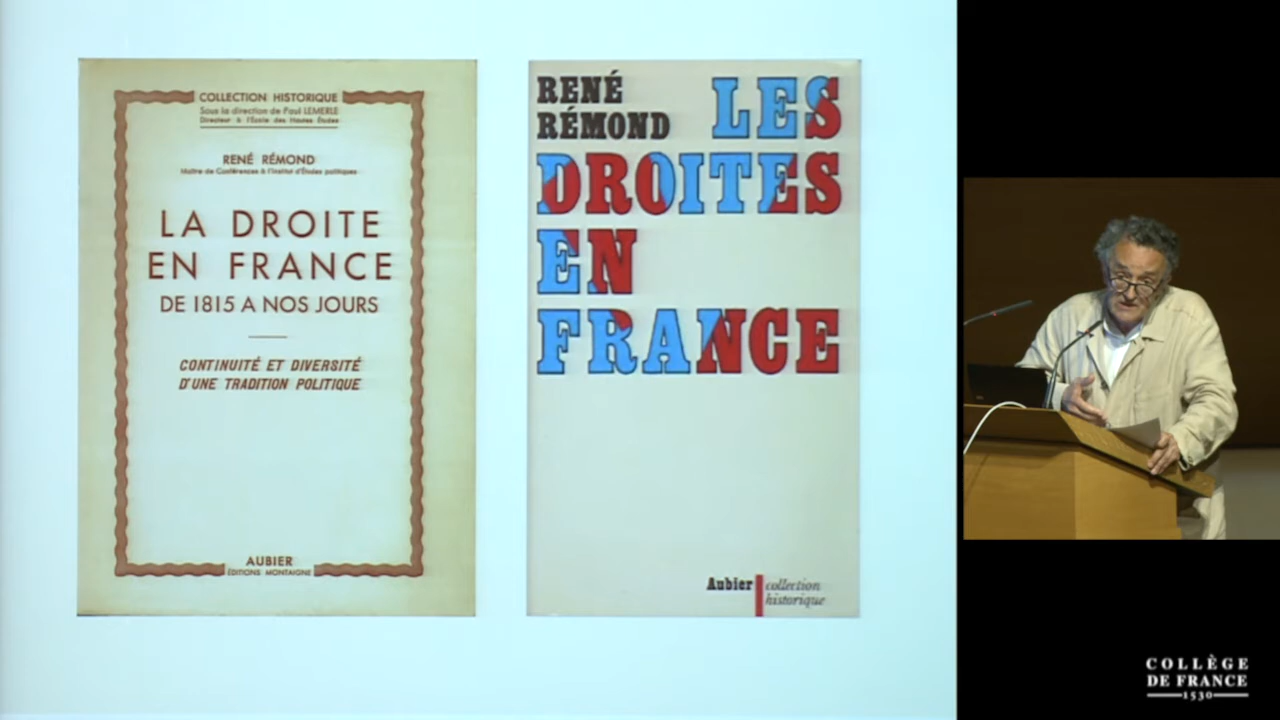 COLLECTION HISTORIQUE
Sous la direction de Paul LEMERLE
Directeur à l'École des Hautes Études
RENÉ RÉMOND
Maître de Conférences à l'Institut d'Études politiques
LA DROITE
EN FRANCE
DE 1815 A NOS JOURS
CONTINUITÉ ET DIVERSITÉ
D'UNE TRADITION POLITIQUE
AUBIER
ÉDITIONS MONTAIGNE
RENÉ
RÉMOND
LES
DROITES
EN
FRANCE
Aubier
collection
historique
COLLÈGE
DE FRANCE
1530